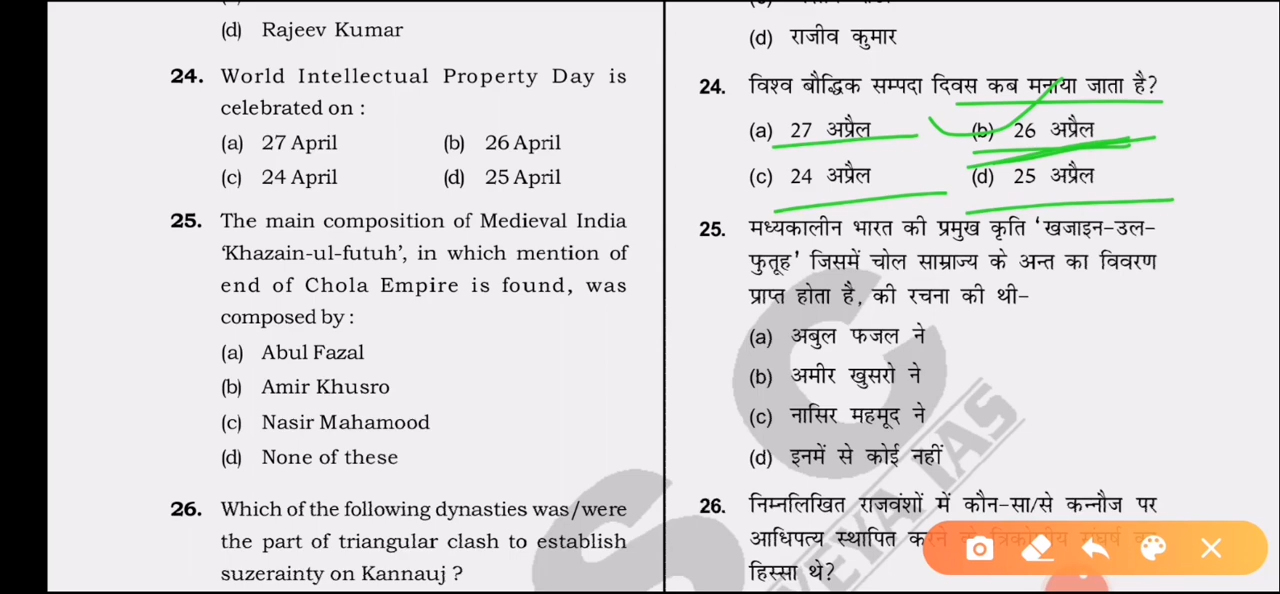 (d) Rajeev Kumar
24. World Intellectual Property Day is
celebrated on :
(a) 27 April (b) 26 April
(c) 24 April (d) 25 April
25. The main composition of Medieval India
‘Khazain-ul-futuh’, in which mention of
end of Chola Empire is found, was
composed by :
(a) Abul Fazal
(b) Amir Khusro
(c) Nasir Mahamood
(d) None of these
26. Which of the following dynasties was/were
the part of triangular clash to establish
suzerainty on Kannauj ?
(d) राजीव कुमार
24. विश्व बौद्धिक सम्पदा दिवस कब मनाया जाता है?
(a) 27 अप्रैल (b) 26 अप्रैल
(c) 24 अप्रैल (d) 25 अप्रैल
25. मध्यकालीन भारत की प्रमुख कृति ‘खजाइन-उल-
फुतूह’ जिसमें चोल साम्राज्य के अन्त का विवरण
प्राप्त होता है, की रचना की थी-
(a) अबुल फजल ने
(b) अमीर खुसरो ने
(c) नासिर महमूद ने
(d) इनमें से कोई नहीं
26. निम्नलिखित राजवंशों में कौन-सा/से कन्नौज पर
आधिपत्य स्थापित करने के त्रिकोणीय संघर्ष का
हिस्सा थे?